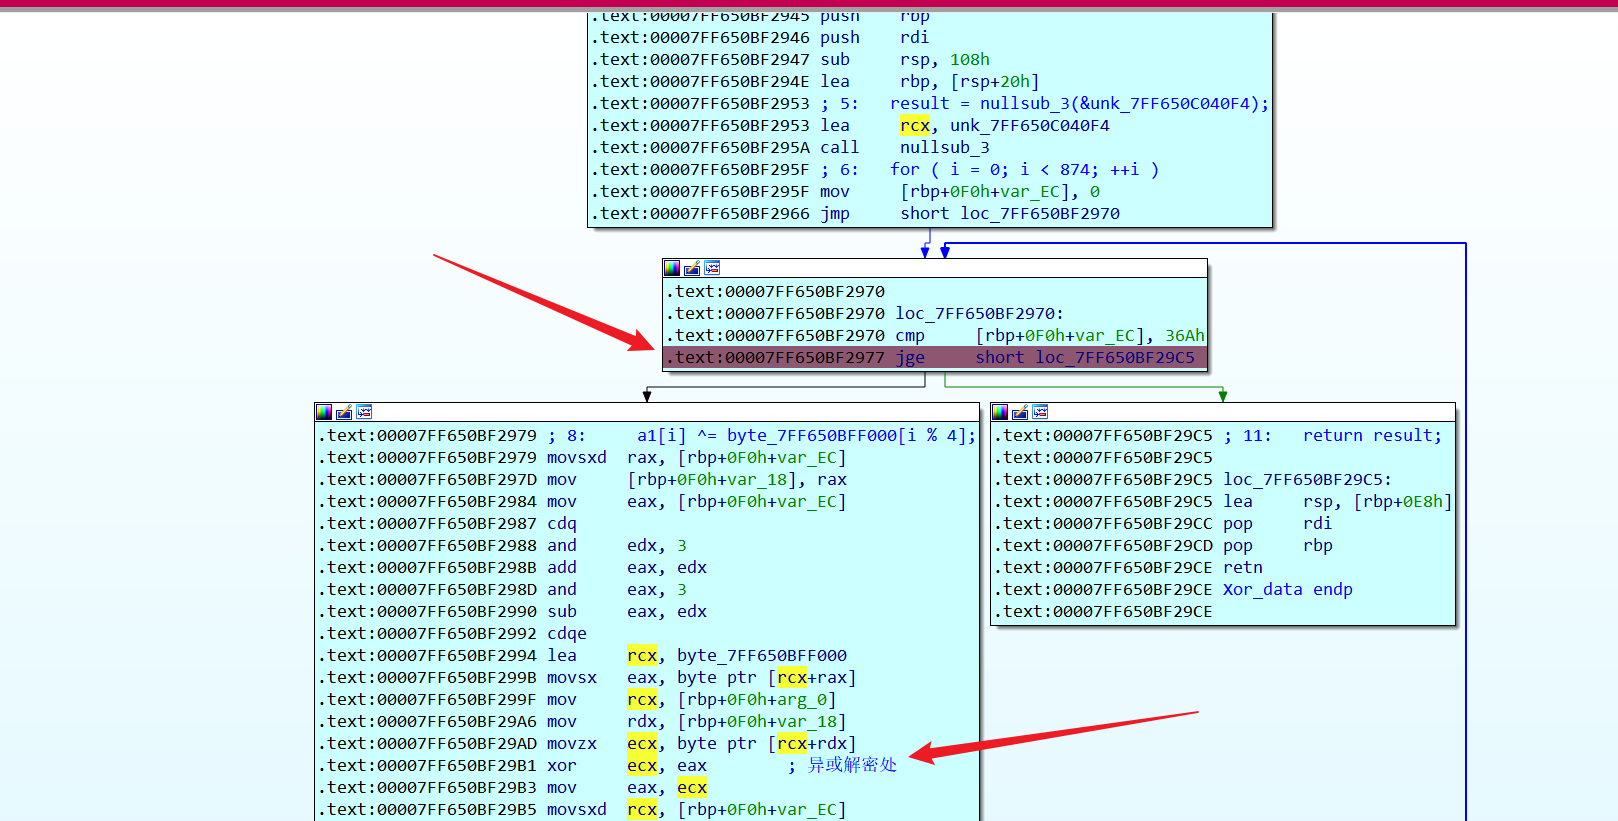 .text:00007FF650BF2945 push    rbp
.text:00007FF650BF2946 push    rdi
.text:00007FF650BF2947 sub     rsp, 108h
.text:00007FF650BF294E lea     rbp, [rsp+20h]
.text:00007FF650BF2953 ; 5:   result = nullsub_3(&unk_7FF650C040F4);
.text:00007FF650BF2953 lea     rcx, unk_7FF650C040F4
.text:00007FF650BF295A call    nullsub_3
.text:00007FF650BF295F ; 6:   for ( i = 0; i < 874; ++i )
.text:00007FF650BF295F mov     [rbp+0F0h+var_EC], 0
.text:00007FF650BF2966 jmp     short loc_7FF650BF2970
.text:00007FF650BF2970
.text:00007FF650BF2970 loc_7FF650BF2970:
.text:00007FF650BF2970 cmp     [rbp+0F0h+var_EC], 36Ah
.text:00007FF650BF2977 jge     short loc_7FF650BF29C5
.text:00007FF650BF2979 ; 8:     a1[i] ^= byte_7FF650BFF000[i % 4];
.text:00007FF650BF2979 movsxd  rax, [rbp+0F0h+var_EC]
.text:00007FF650BF297D mov     [rbp+0F0h+var_18], rax
.text:00007FF650BF2984 mov     eax, [rbp+0F0h+var_EC]
.text:00007FF650BF2987 cdq
.text:00007FF650BF2988 and     edx, 3
.text:00007FF650BF298B add     eax, edx
.text:00007FF650BF298D and     eax, 3
.text:00007FF650BF2990 sub     eax, edx
.text:00007FF650BF2992 cdqe
.text:00007FF650BF2994 lea     rcx, byte_7FF650BFF000
.text:00007FF650BF299B movsx   eax, byte ptr [rcx+rax]
.text:00007FF650BF299F mov     rcx, [rbp+0F0h+arg_0]
.text:00007FF650BF29A6 mov     rdx, [rbp+0F0h+var_18]
.text:00007FF650BF29AD movzx   ecx, byte ptr [rcx+rdx]
.text:00007FF650BF29B1 xor     ecx, eax        ; 异或解密处
.text:00007FF650BF29B3 mov     eax, ecx
.text:00007FF650BF29B5 movsxd  rcx, [rbp+0F0h+var_EC]
.text:00007FF650BF29C5 ; 11:   return result;
.text:00007FF650BF29C5
.text:00007FF650BF29C5 loc_7FF650BF29C5:
.text:00007FF650BF29C5 lea     rsp, [rbp+0E8h]
.text:00007FF650BF29CC pop     rdi
.text:00007FF650BF29CD pop     rbp
.text:00007FF650BF29CE retn
.text:00007FF650BF29CE Xor_data endp
.text:00007FF650BF29CE